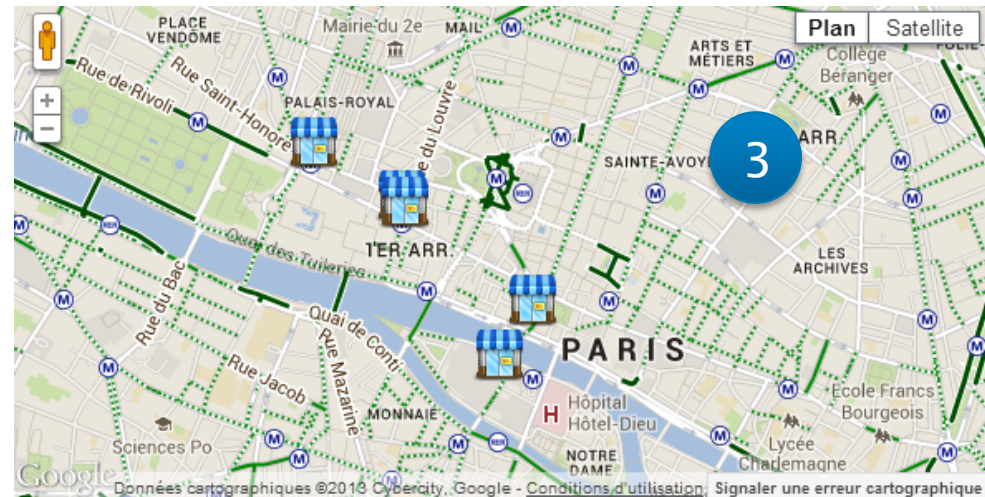 PLACE
VENDÔME
Mairie du 2e
MAIL
M
Plan
Satellite
ARTS ET
MÉTIERS
Collège
Béranger
Rue de Rivoli
Rue Saint-Honoré
PALAIS-ROYAL
e du Louvre
SAINTE-AVOY
3
ARR.
1ER ARR.
LES
ARCHIVES
Quai des Tuileries
Rue du Bac
Quai de Conti
Rue Mazarine
Rue Jacob
PARIS
MONNAIE
H
Hôpital
Hôtel-Dieu
Ecole Francs
Bourgeois
Sciences Po
NOTRE
DAME
Lycée
Charlemagne
Google
Données cartographiques ©2013 Cybercity, Google - Conditions d'utilisation
Signaler une erreur cartographique